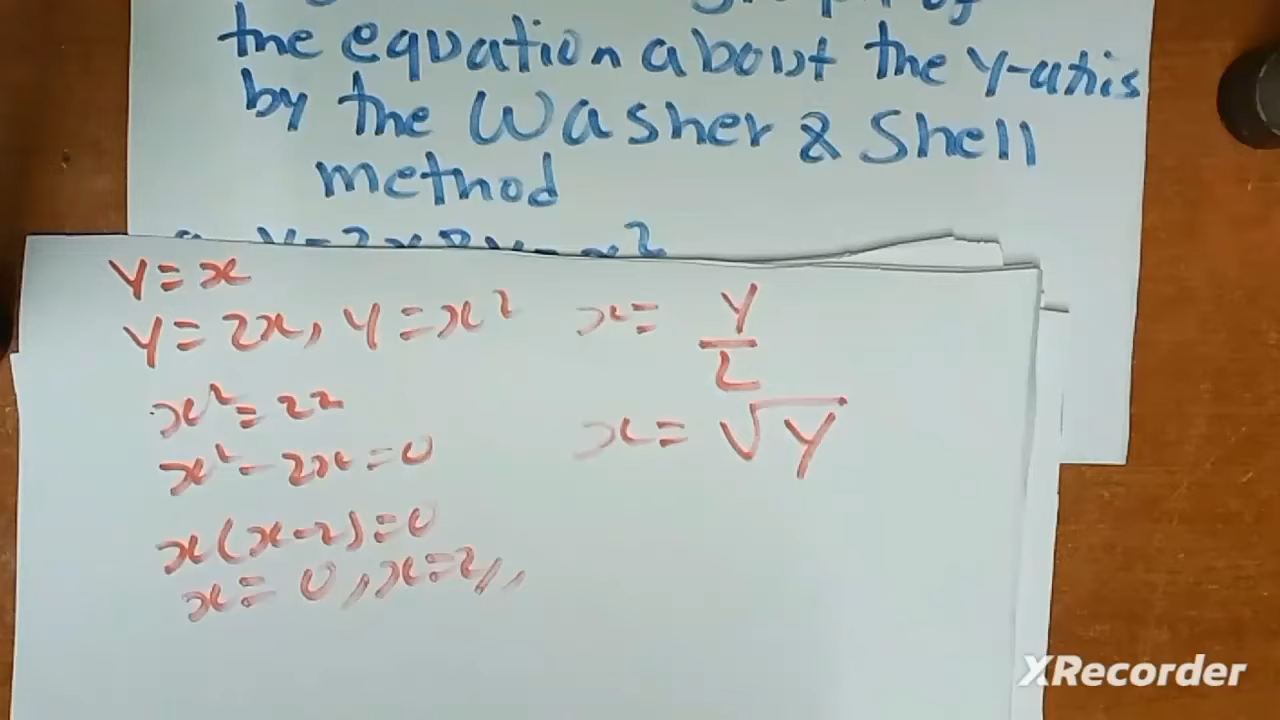 the equation about the Y-axis
by the Washer & Shell
method
Y=x
Y=2x, Y=x²
x²=2x
x²-2x=0
x(x-2)=0
x=0, x=2,
x= Y/2
x= √Y
XRecorder